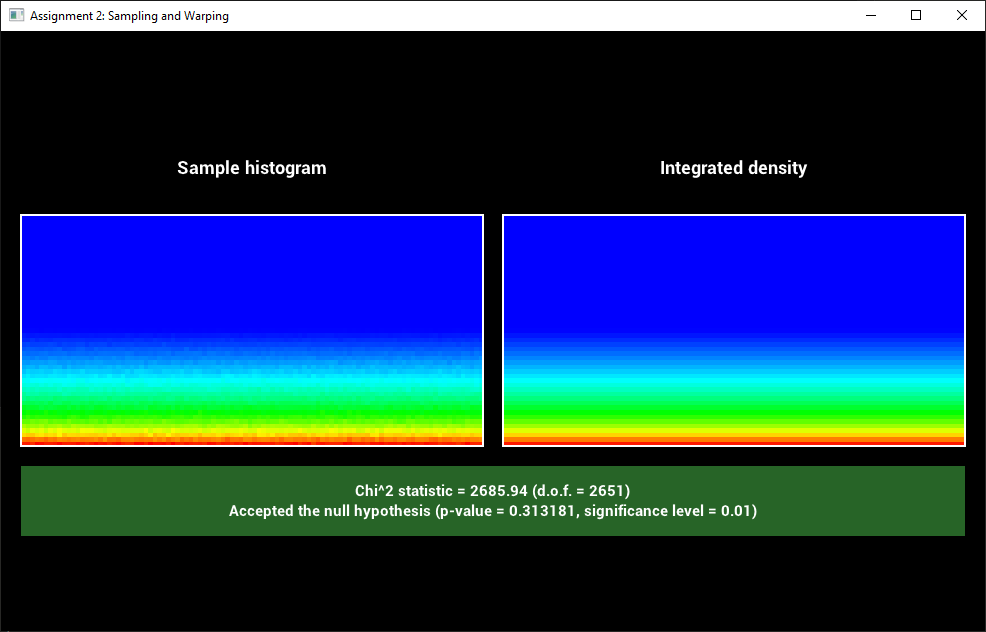 Assignment 2: Sampling and Warping
Sample histogram
Integrated density
Chi^2 statistic = 2685.94 (d.o.f. = 2651)
Accepted the null hypothesis (p-value = 0.313181, significance level = 0.01)